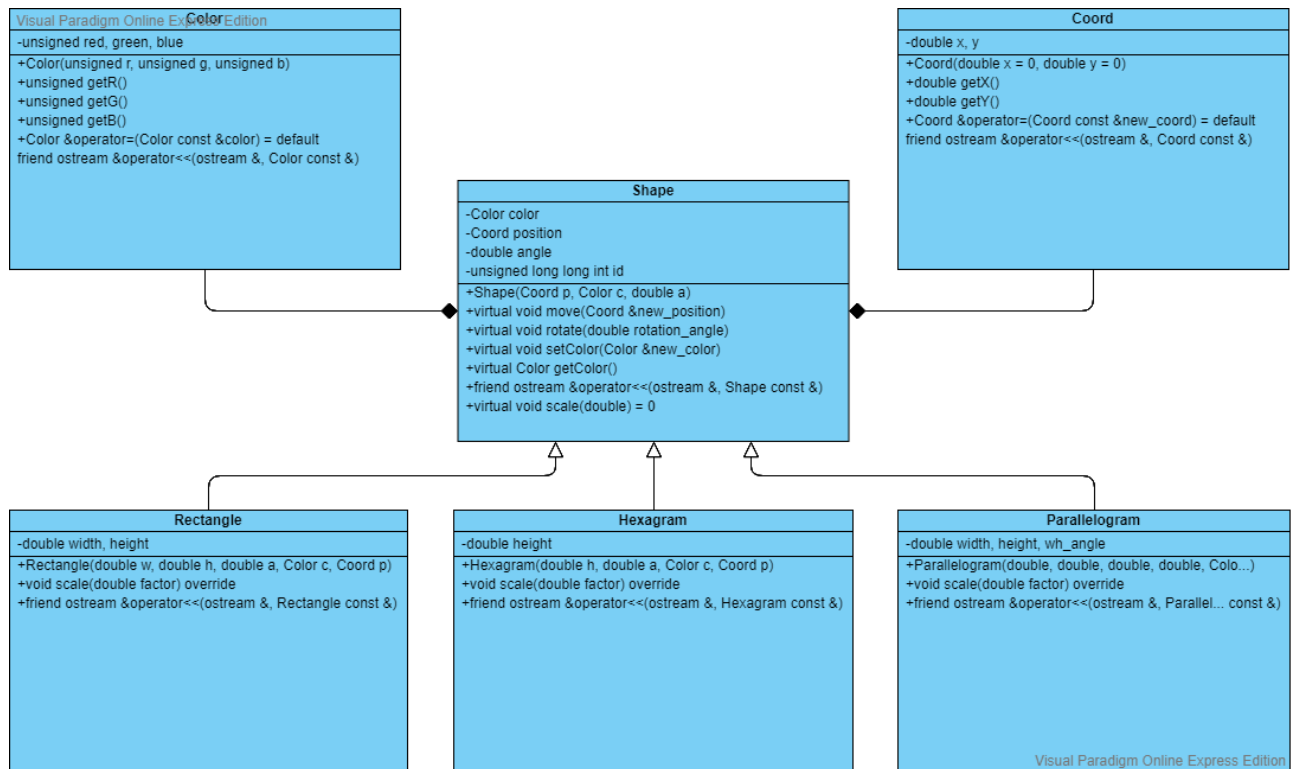 Visual Paradigm Online Express Edition
Color
-unsigned red, green, blue
+Color(unsigned r, unsigned g, unsigned b)
+unsigned getR()
+unsigned getG()
+unsigned getB()
+Color &operator=(Color const &color) = default
friend ostream &operator<<(ostream &, Color const &)
Coord
-double x, y
+Coord(double x = 0, double y = 0)
+double getX()
+double getY()
+Coord &operator=(Coord const &new_coord) = default
friend ostream &operator<<(ostream &, Coord const &)
Shape
-Color color
-Coord position
-double angle
-unsigned long long int id
+Shape(Coord p, Color c, double a)
+virtual void move(Coord &new_position)
+virtual void rotate(double rotation_angle)
+virtual void setColor(Color &new_color)
+virtual Color getColor()
+friend ostream &operator<<(ostream &, Shape const &)
+virtual void scale(double) = 0
Rectangle
-double width, height
+Rectangle(double w, double h, double a, Color c, Coord p)
+void scale(double factor) override
+friend ostream &operator<<(ostream &, Rectangle const &)
Hexagram
-double height
+Hexagram(double h, double a, Color c, Coord p)
+void scale(double factor) override
+friend ostream &operator<<(ostream &, Hexagram const &)
Parallelogram
-double width, height, wh_angle
+Parallelogram(double, double, double, double, Colo...)
+void scale(double factor) override
+friend ostream &operator<<(ostream &, Parallel... const &)
Visual Paradigm Online Express Edition